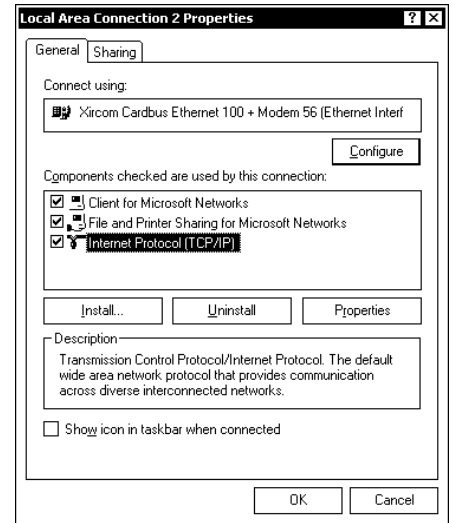 Local Area Connection 2 Properties
General
Sharing
Connect using:
Xircom Cardbus Ethernet 100 + Modem 56 (Ethernet Interf
Configure
Components checked are used by this connection:
Client for Microsoft Networks
File and Printer Sharing for Microsoft Networks
Internet Protocol (TCP/IP)
Install...
Uninstall
Properties
Description
Transmission Control Protocol/Internet Protocol. The default
wide area network protocol that provides communication
across diverse interconnected networks.
Show icon in taskbar when connected
OK
Cancel